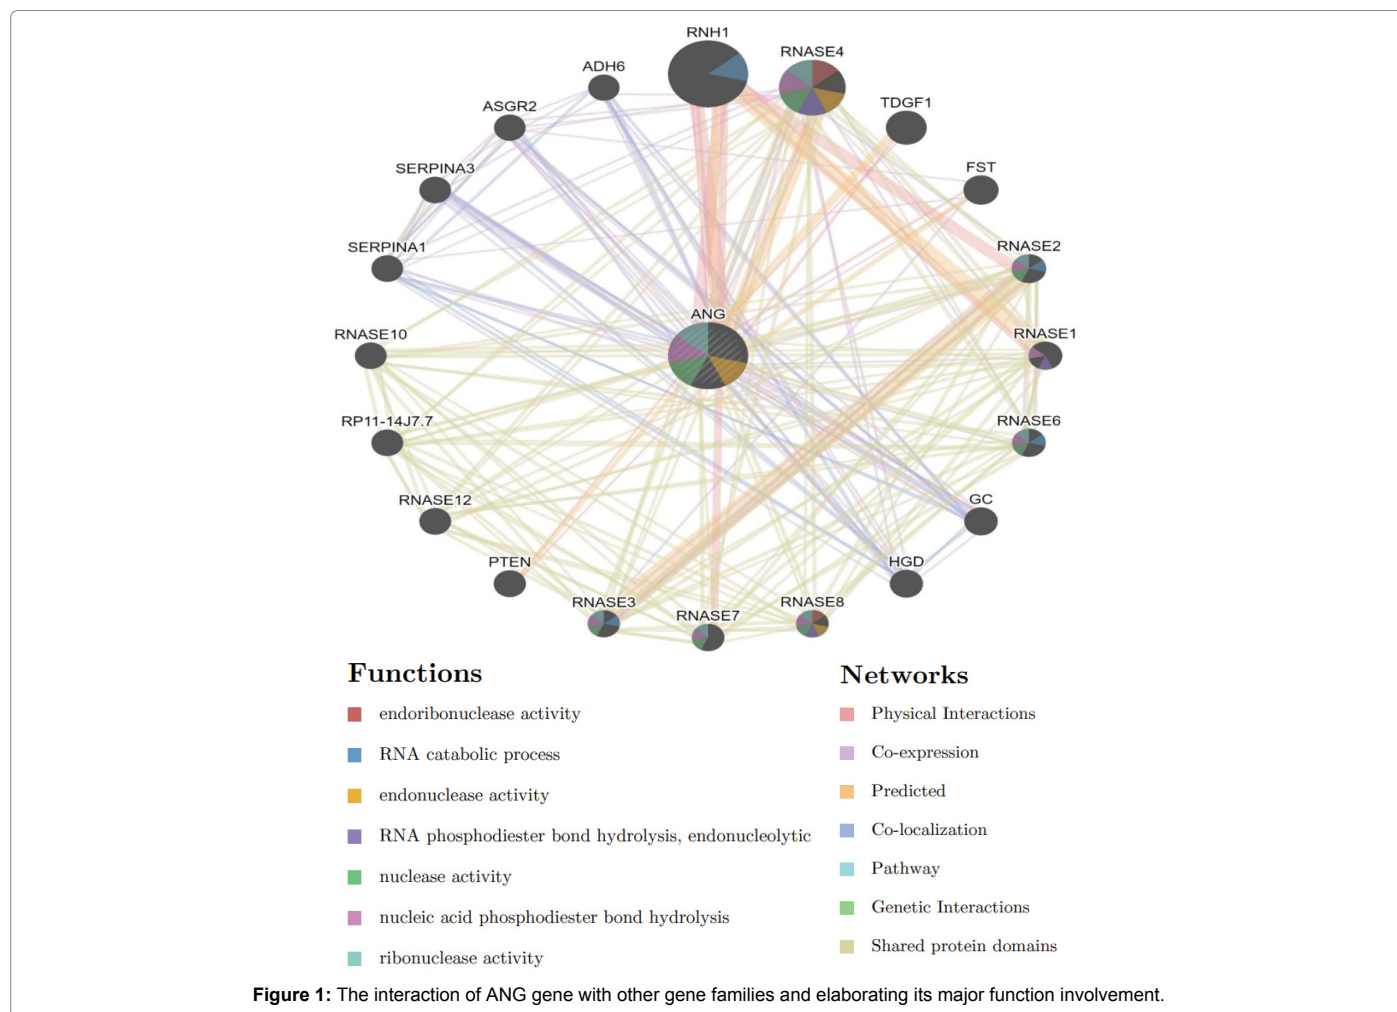 RNH1
RNASE4
ADH6
TDGF1
ASGR2
SERPINA3
FST
SERPINA1
RNASE2
ANG
RNASE10
RNASE1
RP11-14J7.7
RNASE6
RNASE12
GC
PTEN
HGD
RNASE3
RNASE7
RNASE8
Functions
endoribonuclease activity
RNA catabolic process
endonuclease activity
RNA phosphodiester bond hydrolysis, endonucleolytic
nuclease activity
nucleic acid phosphodiester bond hydrolysis
ribonuclease activity
Networks
Physical Interactions
Co-expression
Predicted
Co-localization
Pathway
Genetic Interactions
Shared protein domains
Figure 1: The interaction of ANG gene with other gene families and elaborating its major function involvement.